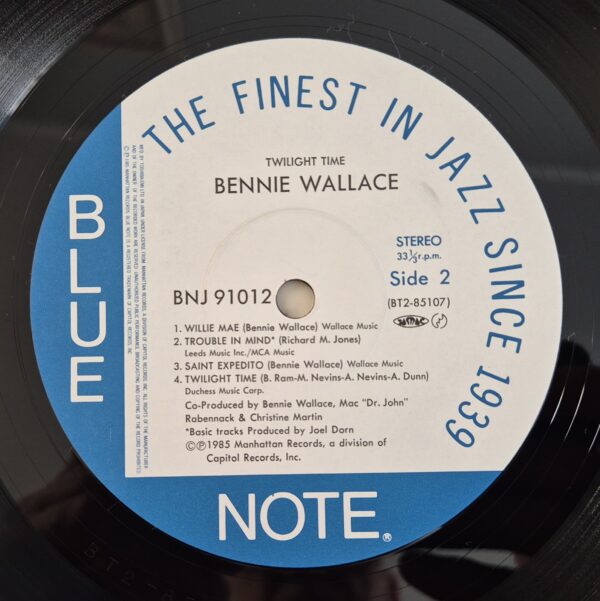 THE FINEST IN JAZZ SINCE 1939
TWILIGHT TIME
BENNIE WALLACE
STEREO
33⅓r.p.m.
BNJ 91012
Side 2
(BT2-85107)
1. WILLIE MAE (Bennie Wallace) Wallace Music
2. TROUBLE IN MIND* (Richard M. Jones)
Leeds Music Inc./MCA Music
3. SAINT EXPEDITO (B. Wallace) Wallace Music
4. TWILIGHT TIME (B. Ram-M. Nevins-A. Nevins-A. Dunn)
Duchess Music Corp.
Co-Produced by Bennie Wallace, Mac "Dr. John"
Rabennack & Christine Martin
*Basic tracks Produced by Joel Dorn
©Ⓟ1985 Manhattan Records, a division of
Capitol Records, Inc.
BLUE
NOTE®